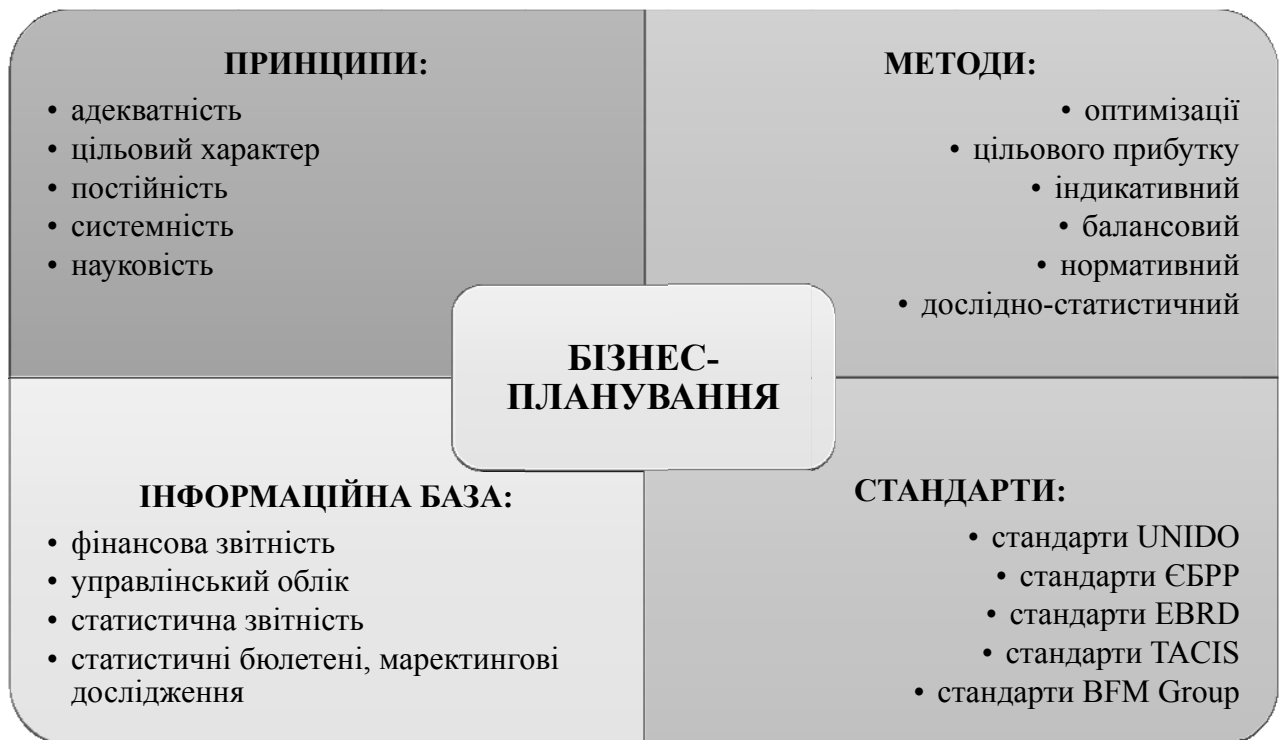 ПРИНЦИПИ:
• адекватність
• цільовий характер
• постійність
• системність
• науковість
МЕТОДИ:
• оптимізації
• цільового прибутку
• індикативний
• балансовий
• нормативний
• дослідно-статистичний
БІЗНЕС-
ПЛАНУВАННЯ
ІНФОРМАЦІЙНА БАЗА:
• фінансова звітність
• управлінський облік
• статистична звітність
• статистичні бюлетені, маректингові
дослідження
СТАНДАРТИ:
• стандарти UNIDO
• стандарти ЄБРР
• стандарти EBRD
• стандарти TACIS
• стандарти BFM Group